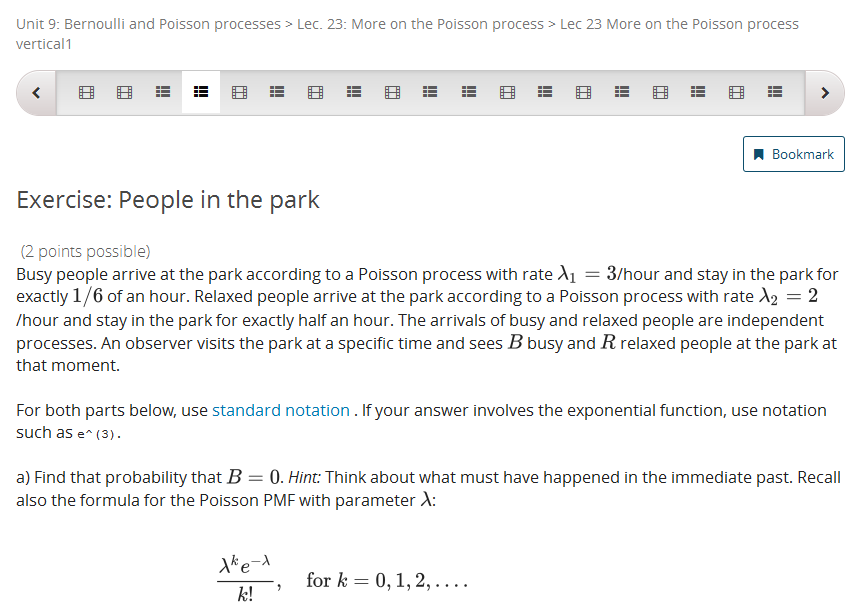 Unit 9: Bernoulli and Poisson processes > Lec. 23: More on the Poisson process > Lec 23 More on the Poisson process
vertical1
Bookmark
Exercise: People in the park
(2 points possible)
Busy people arrive at the park according to a Poisson process with rate λ₁ = 3/hour and stay in the park for
exactly 1/6 of an hour. Relaxed people arrive at the park according to a Poisson process with rate λ₂ = 2
/hour and stay in the park for exactly half an hour. The arrivals of busy and relaxed people are independent
processes. An observer visits the park at a specific time and sees B busy and R relaxed people at the park at
that moment.
For both parts below, use standard notation . If your answer involves the exponential function, use notation
such as e^(3).
a) Find that probability that B = 0. Hint: Think about what must have happened in the immediate past. Recall
also the formula for the Poisson PMF with parameter λ:
λᵏe^{−λ}/k!, for k = 0, 1, 2, ....